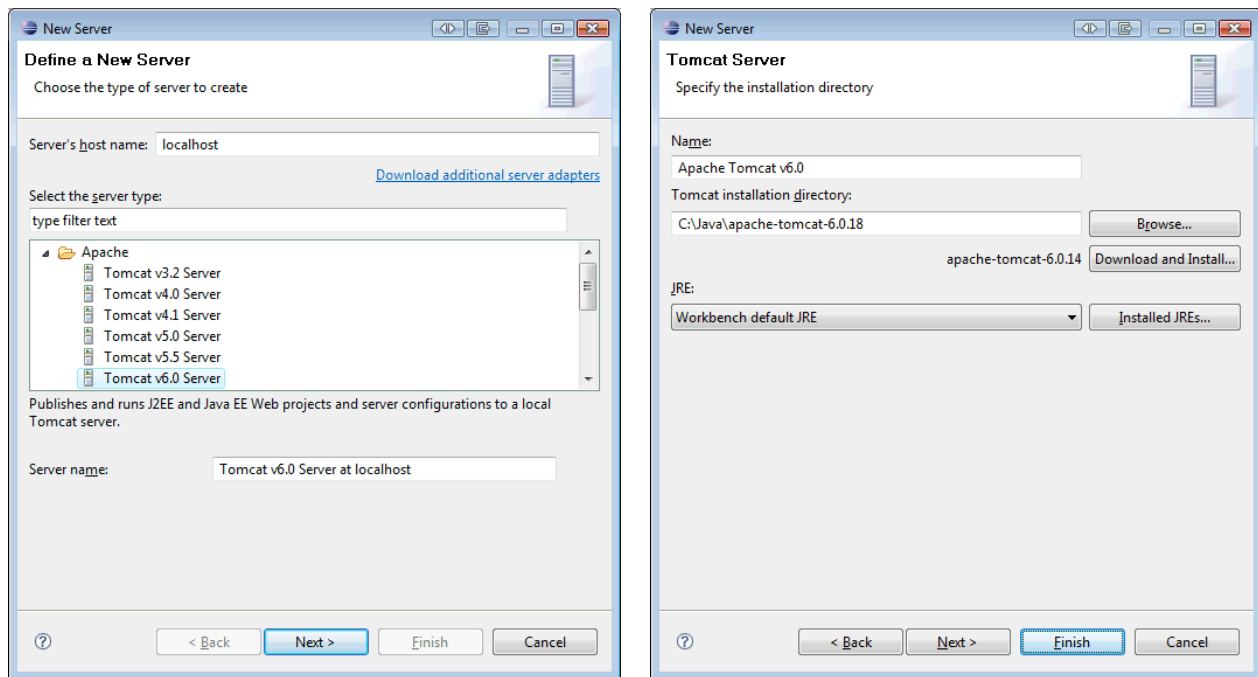 New Server
Define a New Server
Choose the type of server to create
Server's host name: localhost
Download additional server adapters
Select the server type:
type filter text
Apache
Tomcat v3.2 Server
Tomcat v4.0 Server
Tomcat v4.1 Server
Tomcat v5.0 Server
Tomcat v5.5 Server
Tomcat v6.0 Server
Publishes and runs J2EE and Java EE Web projects and server configurations to a local
Tomcat server.
Server name: Tomcat v6.0 Server at localhost
< Back Next > Finish Cancel
New Server
Tomcat Server
Specify the installation directory
Name:
Apache Tomcat v6.0
Tomcat installation directory:
C:\Java\apache-tomcat-6.0.18 Browse...
apache-tomcat-6.0.14 Download and Install...
JRE:
Workbench default JRE Installed JREs...
< Back Next > Finish Cancel